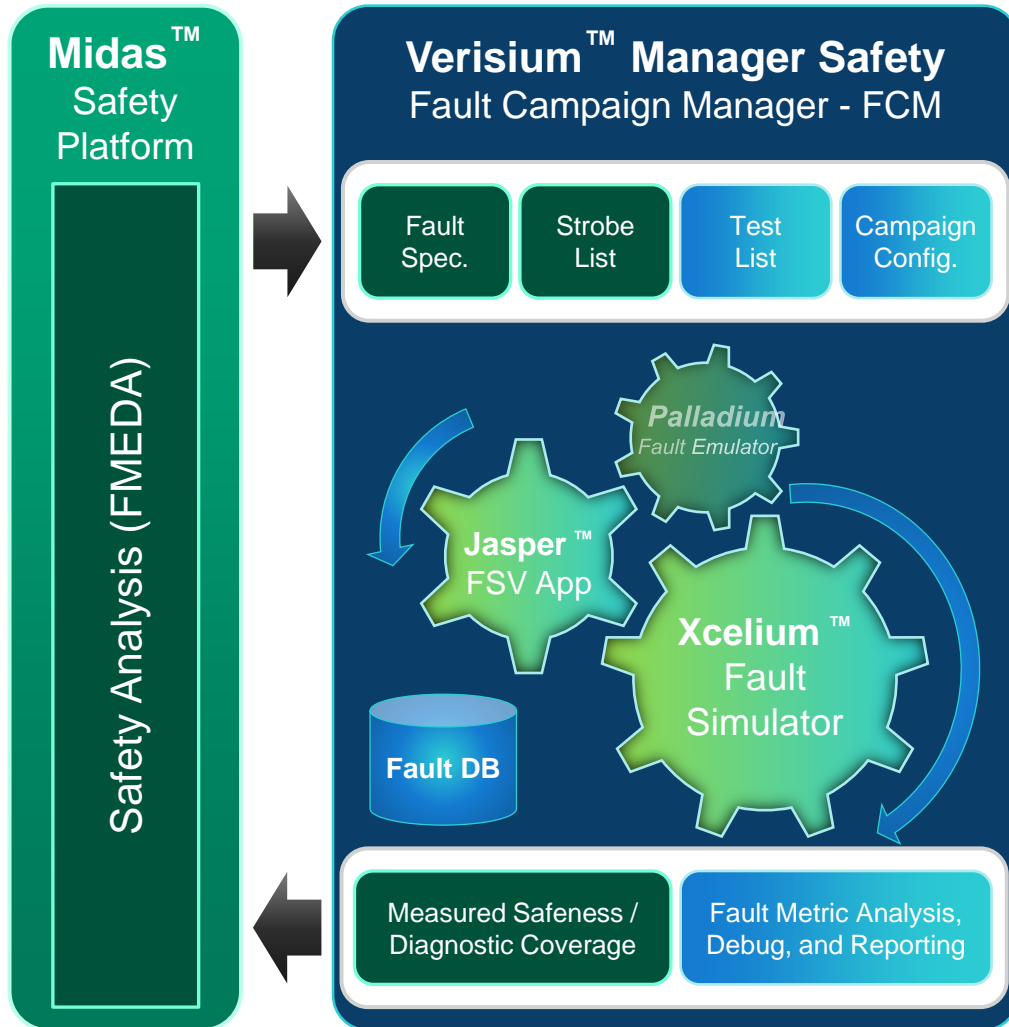 Midas™
Safety
Platform
Safety Analysis (FMEDA)
Verisium™ Manager Safety
Fault Campaign Manager - FCM
Fault
Spec.
Strobe
List
Test
List
Campaign
Config.
Palladium
Fault Emulator
Jasper™
FSV App
Xcelium™
Fault
Simulator
Fault DB
Measured Safeness /
Diagnostic Coverage
Fault Metric Analysis,
Debug, and Reporting